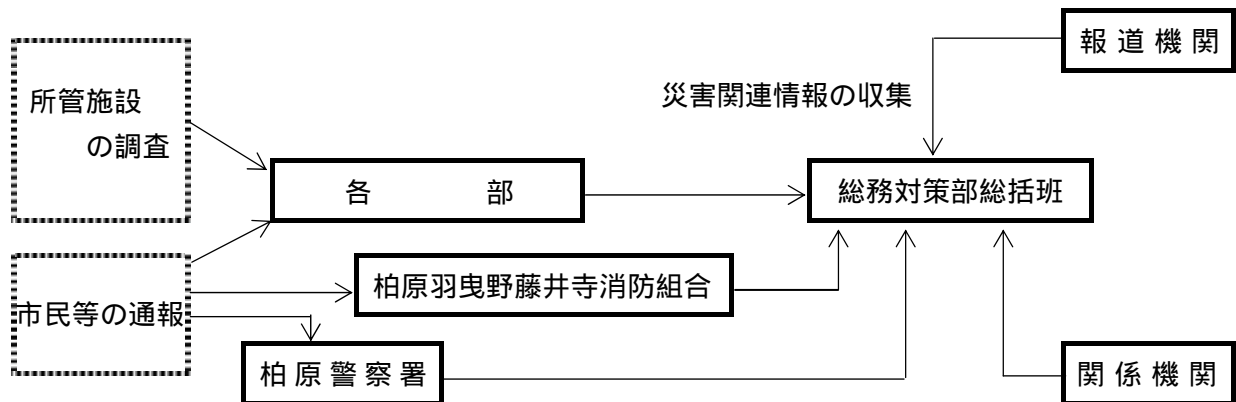 報道機関
所管施設
の調査
災害関連情報の収集
各 部
総務対策部総括班
柏原羽曳野藤井寺消防組合
市民等の通報
柏原警察署
関係機関